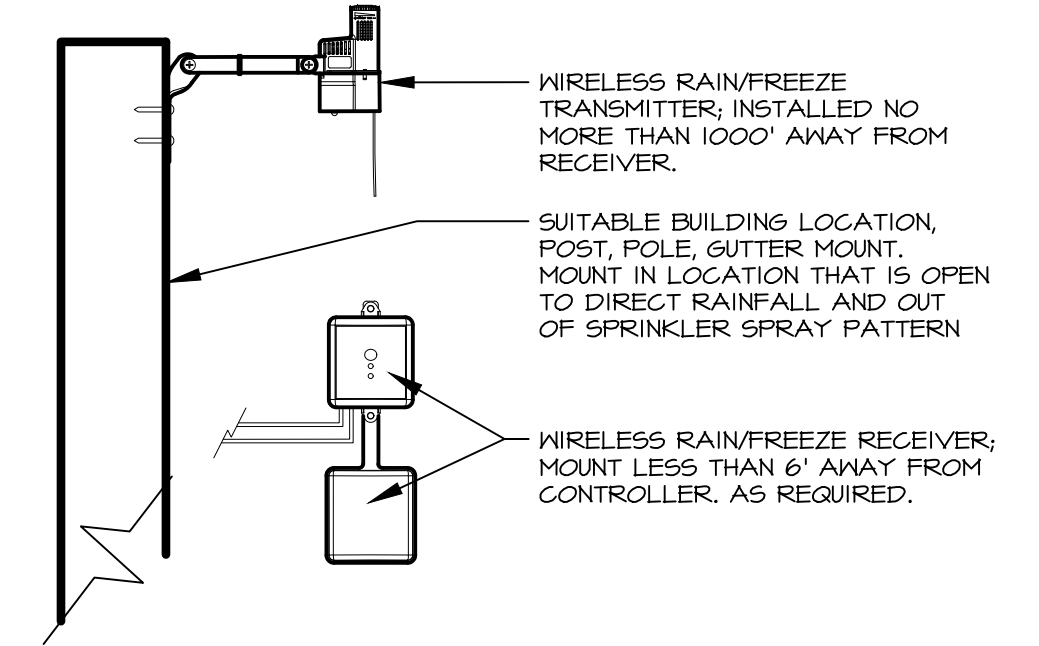 WIRELESS RAIN/FREEZE
TRANSMITTER; INSTALLED NO
MORE THAN 1000' AWAY FROM
RECEIVER.
SUITABLE BUILDING LOCATION,
POST, POLE, GUTTER MOUNT.
MOUNT IN LOCATION THAT IS OPEN
TO DIRECT RAINFALL AND OUT
OF SPRINKLER SPRAY PATTERN
WIRELESS RAIN/FREEZE RECEIVER;
MOUNT LESS THAN 6' AWAY FROM
CONTROLLER. AS REQUIRED.